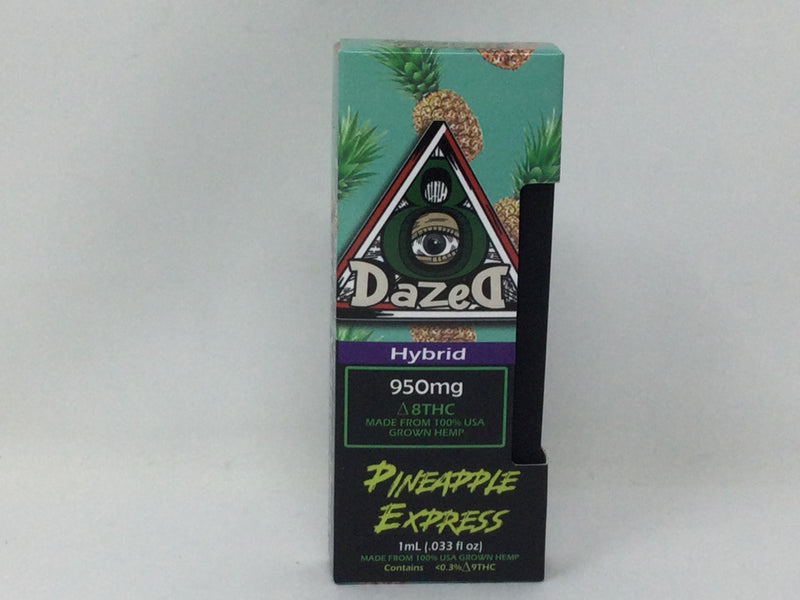 8
DazeD
Hybrid
950mg
Δ8THC
MADE FROM 100% USA
GROWN HEMP
PINEAPPLE
EXPRESS
1mL (.033 fl oz)
MADE FROM 100% USA GROWN HEMP
Contains <0.3%Δ9THC